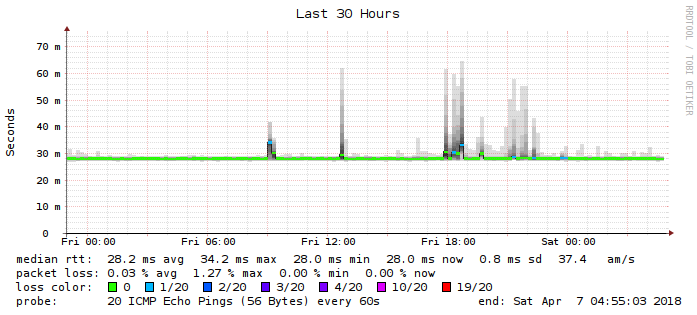 Last 30 Hours
RRDTOOL / TOBI OETIKER
Seconds
70 m
60 m
50 m
40 m
30 m
20 m
10 m
0
Fri 00:00 Fri 06:00 Fri 12:00 Fri 18:00 Sat 00:00
median rtt: 28.2 ms avg 34.2 ms max 28.0 ms min 28.0 ms now 0.8 ms sd 37.4 am/s
packet loss: 0.03 % avg 1.27 % max 0.00 % min 0.00 % now
loss color: 0 1/20 2/20 3/20 4/20 10/20 19/20
probe: 20 ICMP Echo Pings (56 Bytes) every 60s end: Sat Apr 7 04:55:03 2018